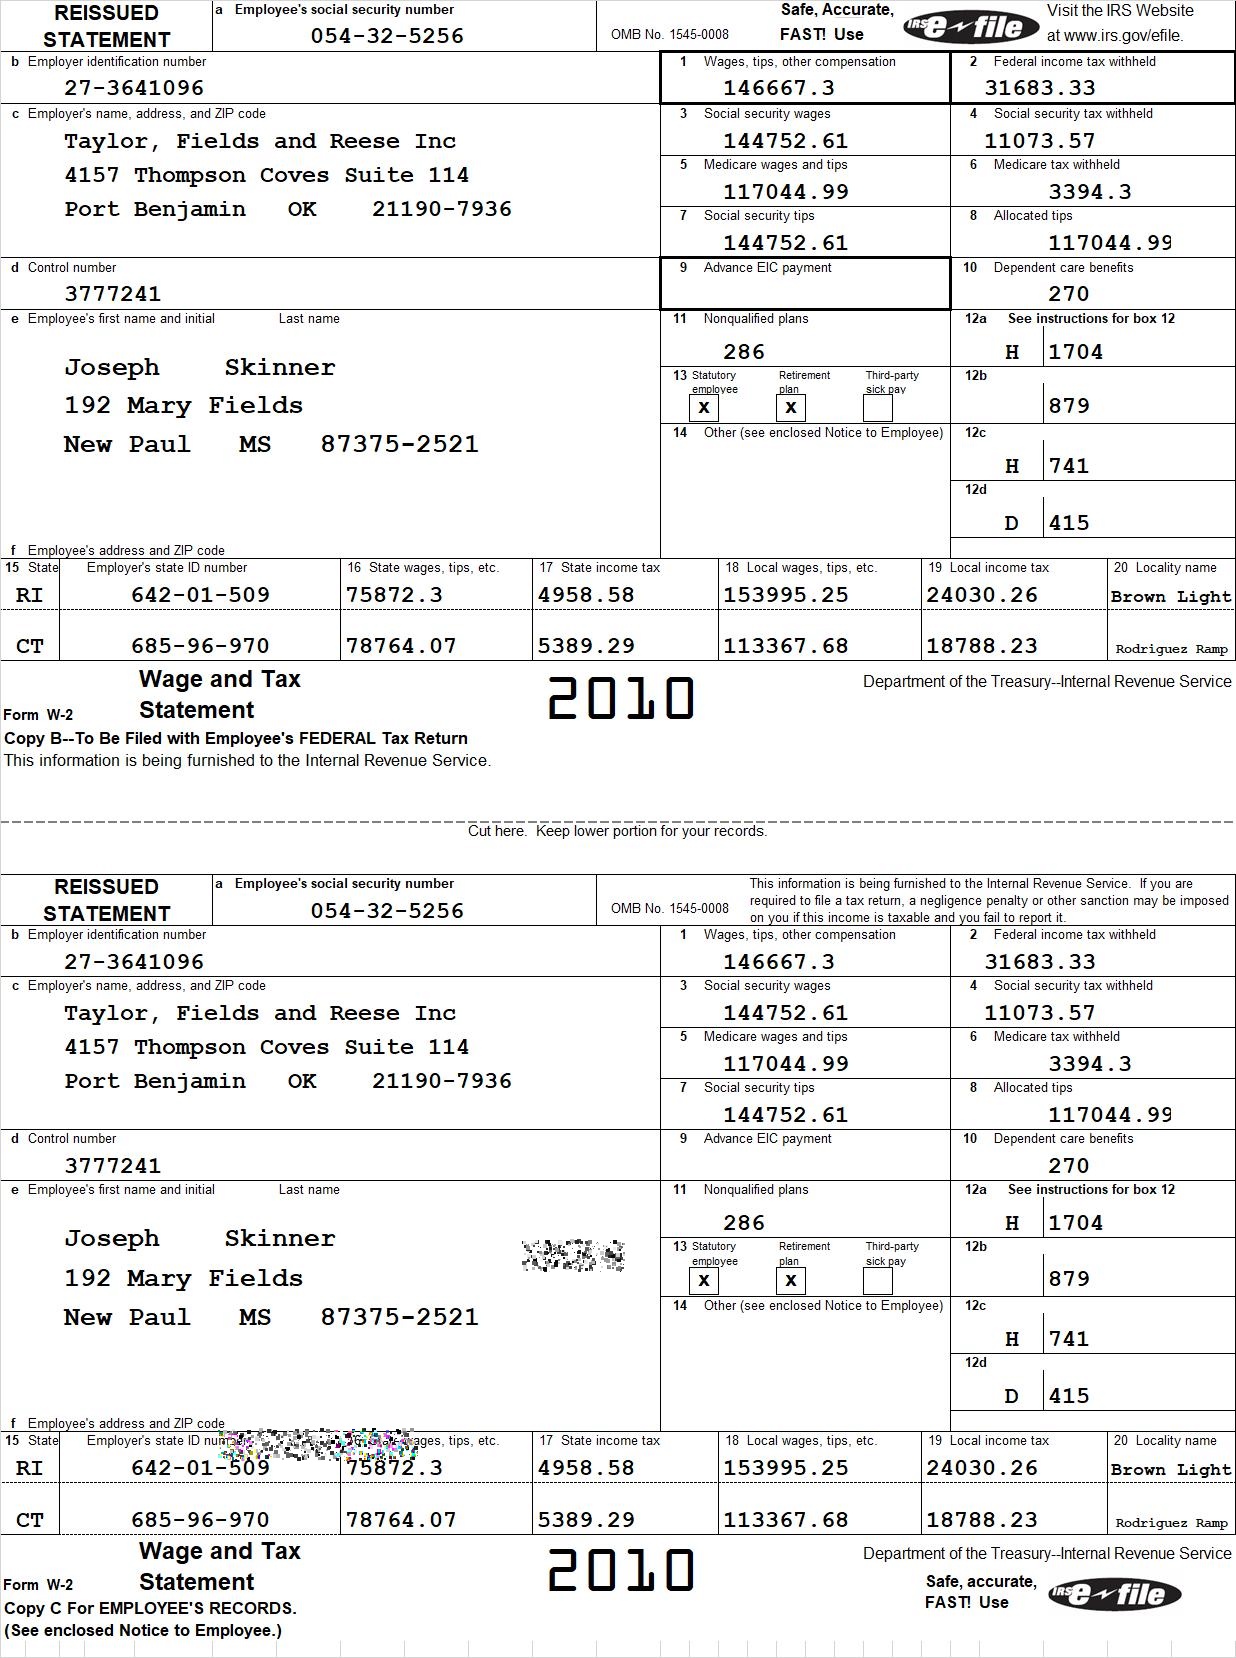 REISSUED STATEMENT
a Employee's social security number
054-32-5256
OMB No. 1545-0008
Safe, Accurate, FAST! Use
IRS e-file
Visit the IRS Website at www.irs.gov/efile.
b Employer identification number
27-3641096
1 Wages, tips, other compensation
146667.3
2 Federal income tax withheld
31683.33
c Employer's name, address, and ZIP code
Taylor, Fields and Reese Inc
4157 Thompson Coves Suite 114
Port Benjamin OK 21190-7936
3 Social security wages
144752.61
4 Social security tax withheld
11073.57
5 Medicare wages and tips
117044.99
6 Medicare tax withheld
3394.3
7 Social security tips
144752.61
8 Allocated tips
117044.99
d Control number
3777241
9 Advance EIC payment
10 Dependent care benefits
270
e Employee's first name and initial Last name
Joseph Skinner
192 Mary Fields
New Paul MS 87375-2521
11 Nonqualified plans
286
12a See instructions for box 12
H 1704
13 Statutory employee
X
Retirement plan
X
Third-party sick pay
12b
879
14 Other (see enclosed Notice to Employee)
12c
H 741
12d
D 415
f Employee's address and ZIP code
15 State Employer's state ID number 16 State wages, tips, etc. 17 State income tax 18 Local wages, tips, etc. 19 Local income tax 20 Locality name
RI 642-01-509 75872.3 4958.58 153995.25 24030.26 Brown Light
CT 685-96-970 78764.07 5389.29 113367.68 18788.23 Rodriguez Ramp
Form W-2 Wage and Tax Statement
2010
Department of the Treasury--Internal Revenue Service
Copy B--To Be Filed with Employee's FEDERAL Tax Return
This information is being furnished to the Internal Revenue Service.
Cut here. Keep lower portion for your records.
REISSUED STATEMENT
a Employee's social security number
054-32-5256
OMB No. 1545-0008
This information is being furnished to the Internal Revenue Service. If you are
required to file a tax return, a negligence penalty or other sanction may be imposed
on you if this income is taxable and you fail to report it.
b Employer identification number
27-3641096
1 Wages, tips, other compensation
146667.3
2 Federal income tax withheld
31683.33
c Employer's name, address, and ZIP code
Taylor, Fields and Reese Inc
4157 Thompson Coves Suite 114
Port Benjamin OK 21190-7936
3 Social security wages
144752.61
4 Social security tax withheld
11073.57
5 Medicare wages and tips
117044.99
6 Medicare tax withheld
3394.3
7 Social security tips
144752.61
8 Allocated tips
117044.99
d Control number
3777241
9 Advance EIC payment
10 Dependent care benefits
270
e Employee's first name and initial Last name
Joseph Skinner
192 Mary Fields
New Paul MS 87375-2521
11 Nonqualified plans
286
12a See instructions for box 12
H 1704
13 Statutory employee
X
Retirement plan
X
Third-party sick pay
12b
879
14 Other (see enclosed Notice to Employee)
12c
H 741
12d
D 415
f Employee's address and ZIP code
15 State Employer's state ID wages, tips, etc. 17 State income tax 18 Local wages, tips, etc. 19 Local income tax 20 Locality name
RI 642-01-509 75872.3 4958.58 153995.25 24030.26 Brown Light
CT 685-96-970 78764.07 5389.29 113367.68 18788.23 Rodriguez Ramp
Form W-2 Wage and Tax Statement
2010
Department of the Treasury--Internal Revenue Service
Safe, accurate, FAST! Use
IRS e-file
Copy C For EMPLOYEE'S RECORDS.
(See enclosed Notice to Employee.)